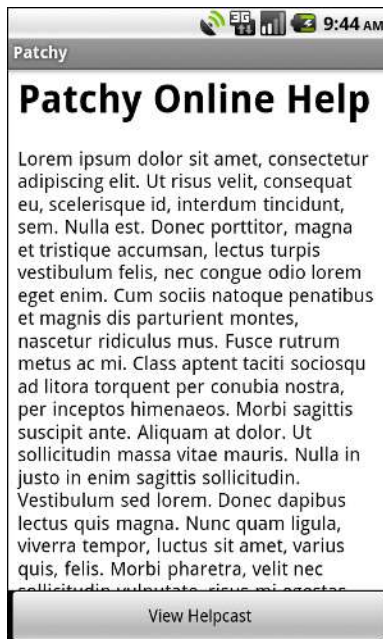 3G 9:44 AM
Patchy
Patchy Online Help
Lorem ipsum dolor sit amet, consectetur
adipiscing elit. Ut risus velit, consequat
eu, scelerisque id, interdum tincidunt,
sem. Nulla est. Donec porttitor, magna
et tristique accumsan, lectus turpis
vestibulum felis, nec congue odio lorem
eget enim. Cum sociis natoque penatibus
et magnis dis parturient montes,
nascetur ridiculus mus. Fusce rutrum
metus ac mi. Class aptent taciti sociosqu
ad litora torquent per conubia nostra,
per inceptos himenaeos. Morbi sagittis
suscipit ante. Aliquam at dolor. Ut
sollicitudin massa vitae mauris. Nulla in
justo in enim sagittis sollicitudin.
Vestibulum sed lorem. Donec dapibus
lectus quis magna. Nunc quam ligula,
viverra tempor, luctus sit amet, varius
quis, felis. Morbi pharetra, velit nec
sollicitudin vulputate, risus mi egestas
View Helpcast